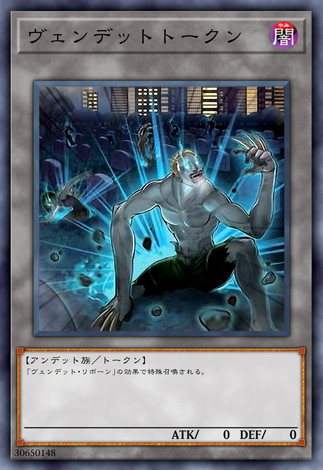 ヴェンデットトークン
やみ
闇
【アンデット族／トークン】
「ヴェンデット・リボーン」の効果で特殊召喚される。
ATK/ 0 DEF/ 0
30650148